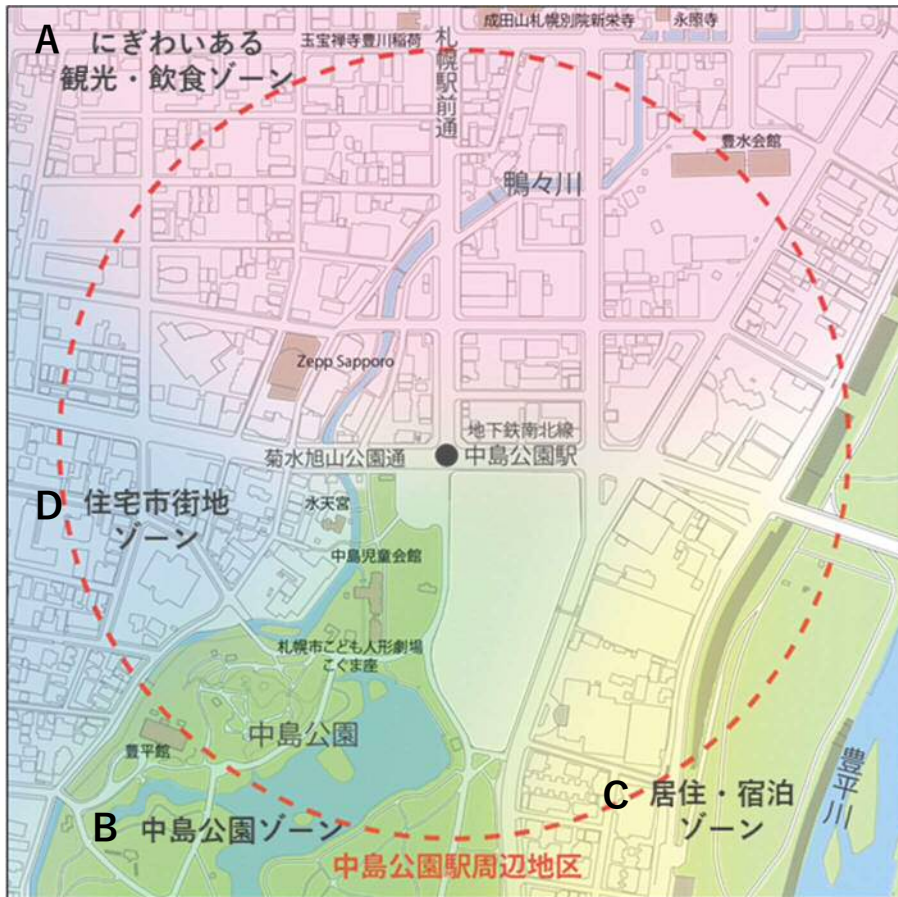 A にぎわいある
観光・飲食ゾーン
玉宝禅寺豊川稲荷
札幌駅前通
成田山札幌別院新栄寺
永照寺
豊水会館
鴨々川
Zepp Sapporo
地下鉄南北線
菊水旭山公園通
中島公園駅
D 住宅市街地
ゾーン
水天宮
中島児童会館
札幌市こども人形劇場
こぐま座
中島公園
豊平館
B 中島公園ゾーン
C 居住・宿泊
ゾーン
豊平川
中島公園駅周辺地区